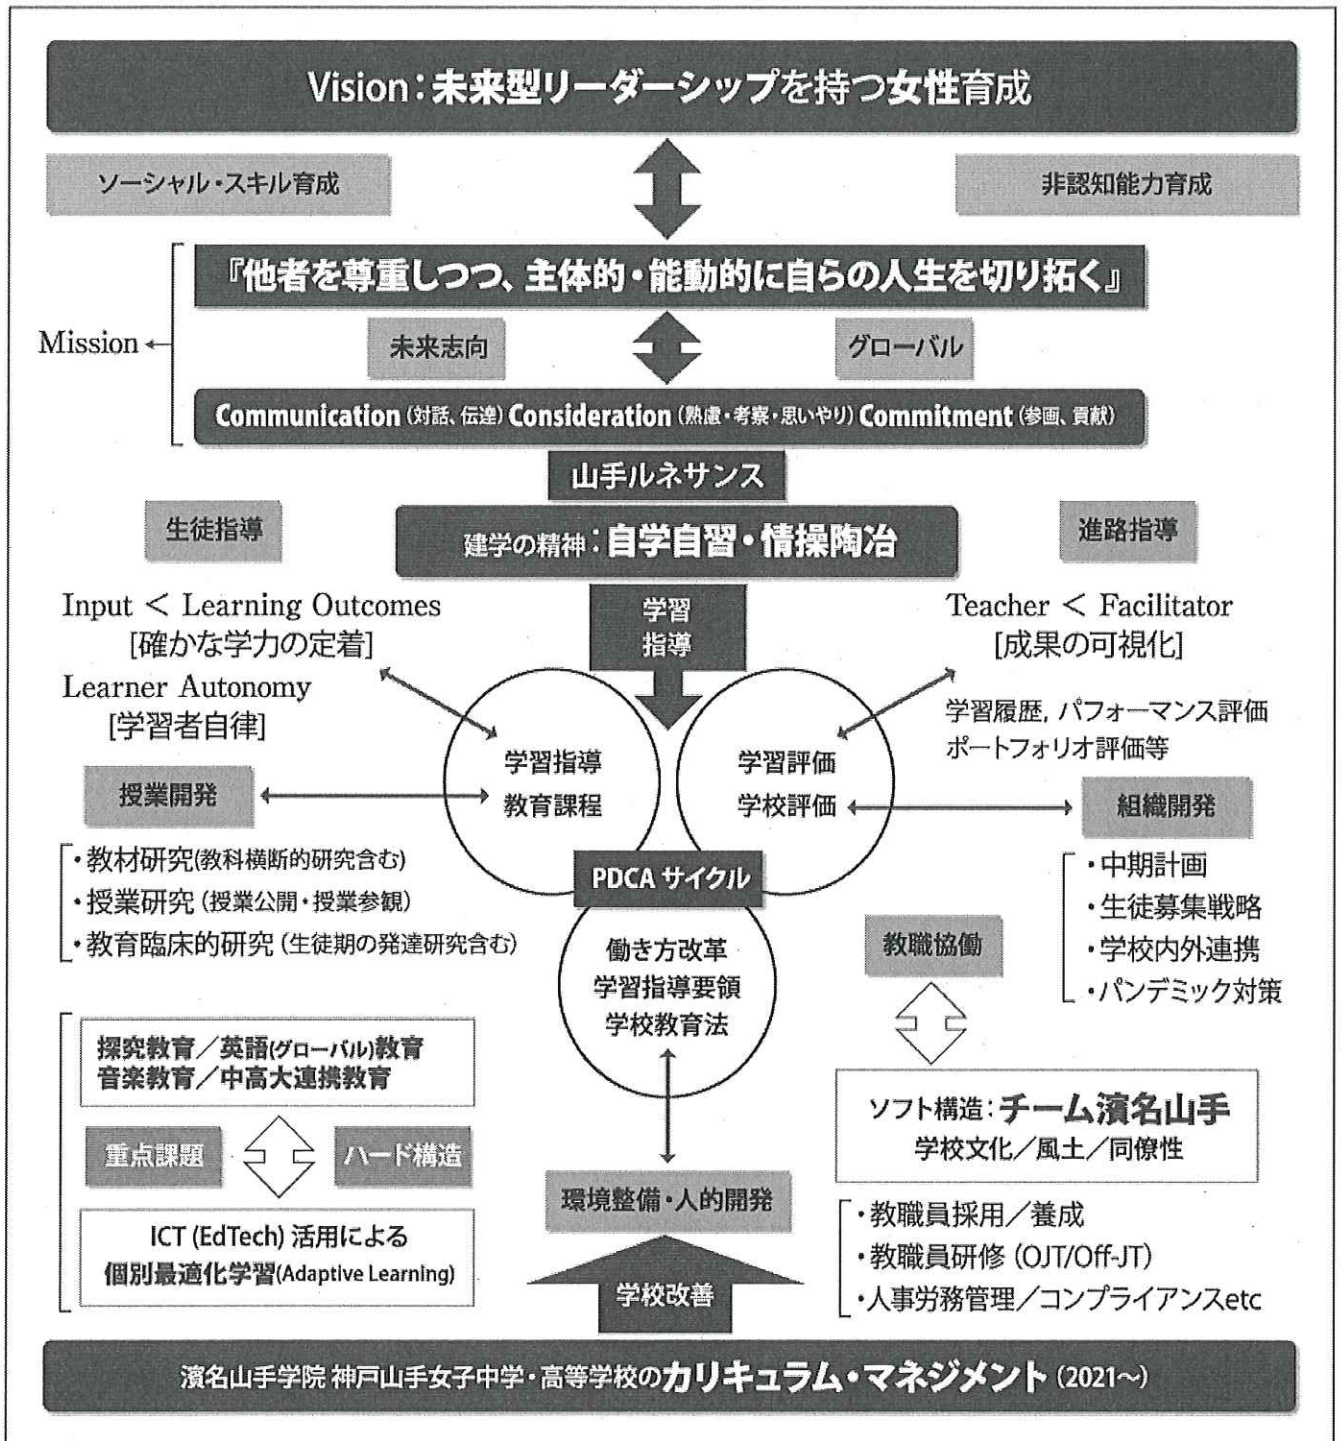 Vision：未来型リーダーシップを持つ女性育成
ソーシャル・スキル育成
非認知能力育成
『他者を尊重しつつ、主体的・能動的に自らの人生を切り拓く』
Mission
未来志向
グローバル
Communication (対話、伝達) Consideration (熟慮・考察・思いやり) Commitment (参画、貢献)
山手ルネサンス
生徒指導
建学の精神：自学自習・情操陶冶
進路指導
Input ＜ Learning Outcomes
[確かな学力の定着]
Learner Autonomy
[学習者自律]
学習
指導
Teacher ＜ Facilitator
[成果の可視化]
学習履歴, パフォーマンス評価
ポートフォリオ評価等
学習指導
教育課程
学習評価
学校評価
授業開発
組織開発
・教材研究(教科横断的研究含む)
・授業研究 (授業公開・授業参観)
・教育臨床的研究 (生徒期の発達研究含む)
PDCA サイクル
・中期計画
・生徒募集戦略
・学校内外連携
・パンデミック対策
働き方改革
学習指導要領
学校教育法
教職協働
探究教育／英語(グローバル)教育
音楽教育／中高大連携教育
重点課題
ハード構造
ICT (EdTech) 活用による
個別最適化学習(Adaptive Learning)
ソフト構造：チーム濱名山手
学校文化／風土／同僚性
環境整備・人的開発
・教職員採用／養成
・教職員研修 (OJT/Off-JT)
・人事労務管理／コンプライアンスetc
学校改善
濱名山手学院 神戸山手女子中学・高等学校のカリキュラム・マネジメント (2021〜)